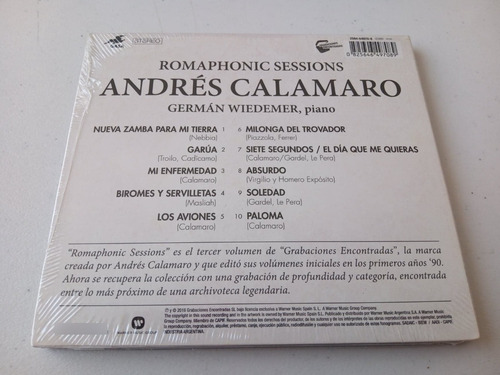 STEREO
0825646497089
ROMAPHONIC SESSIONS
ANDRÉS CALAMARO
GERMÁN WIEDEMER, piano
NUEVA ZAMBA PARA MI TIERRA 1
(Nebbia)
GARÚA 2
(Troilo, Cadícamo)
MI ENFERMEDAD 3
(Calamaro)
BIROMES Y SERVILLETAS 4
(Masliah)
LOS AVIONES 5
(Calamaro)
6 MILONGA DEL TROVADOR
(Piazzola, Ferrer)
7 SIETE SEGUNDOS / EL DÍA QUE ME QUIERAS
(Calamaro/Gardel, Le Pera)
8 ABSURDO
(Virgilio y Homero Expósito)
9 SOLEDAD
(Gardel, Le Pera)
10 PALOMA
(Calamaro)
"Romaphonic Sessions" es el tercer volumen de "Grabaciones Encontradas", la marca
creada por Andrés Calamaro y que editó sus volúmenes iniciales en los primeros años '90.
Ahora se recupera la colección con una grabación de profundidad y categoría, encontrada
entre lo más próximo de una archivoteca legendaria.